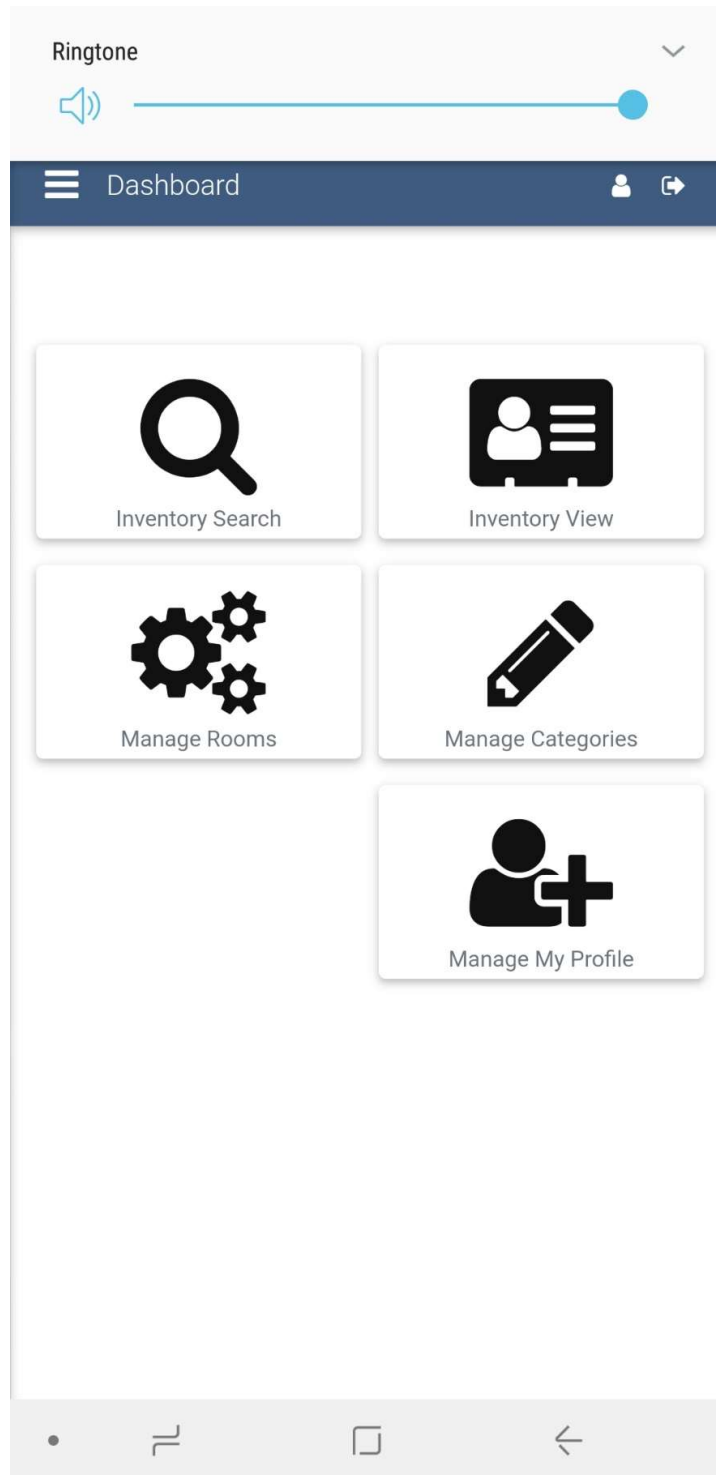 Ringtone
Dashboard
Inventory Search
Inventory View
Manage Rooms
Manage Categories
Manage My Profile